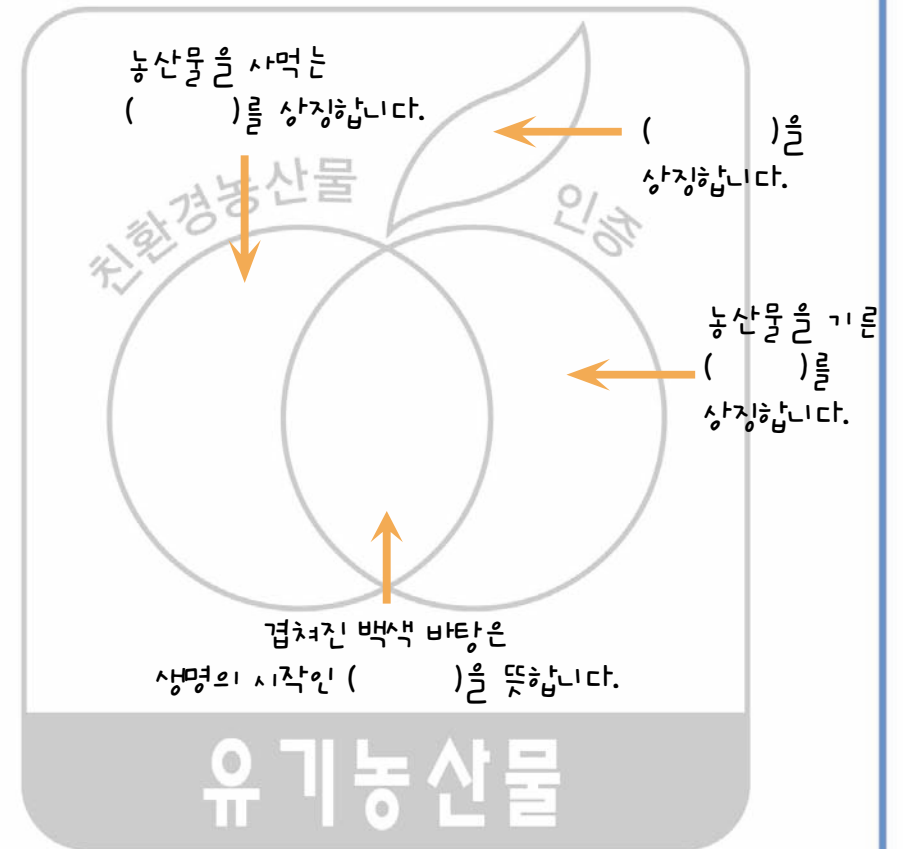 농산물을 사먹는
(        )를 상징합니다.
(        )을
상징합니다.
친환경농산물 인증
농산물을 기른
(        )를
상징합니다.
겹쳐진 백색 바탕은
생명의 시작인 (        )을 뜻합니다.
유기농산물